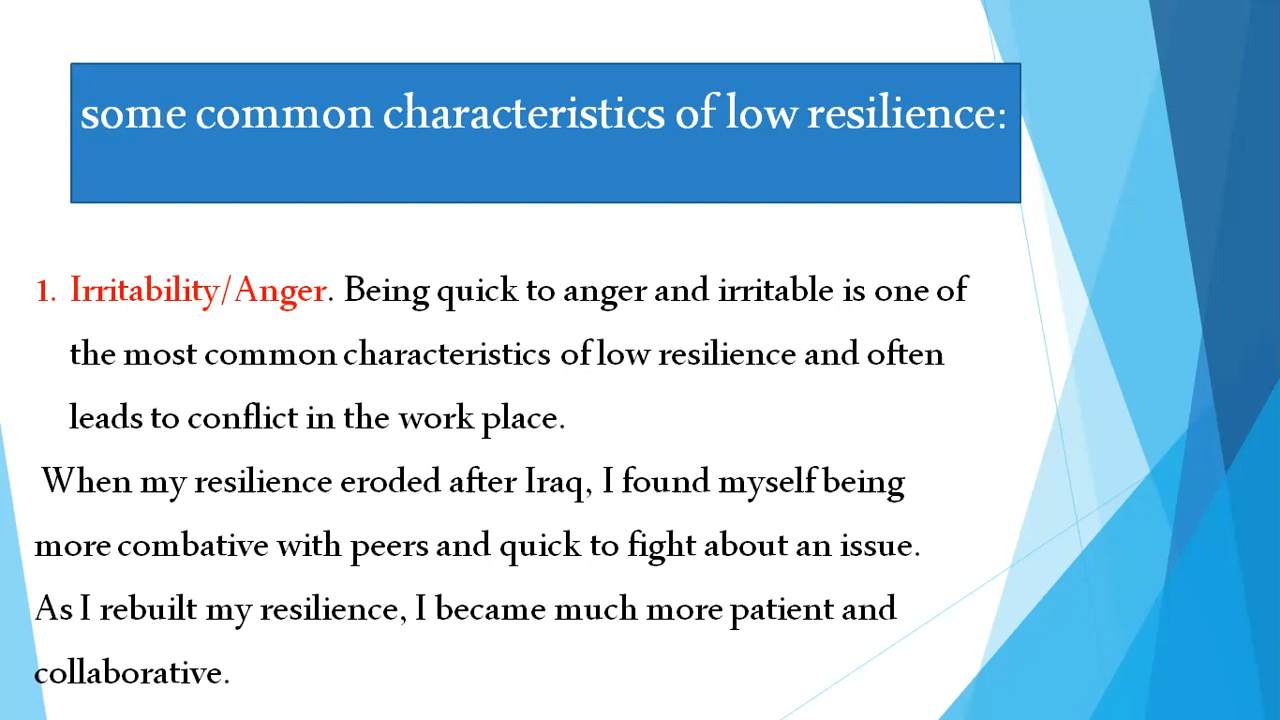 some common characteristics of low resilience:
1. Irritability/Anger. Being quick to anger and irritable is one of
the most common characteristics of low resilience and often
leads to conflict in the work place.
When my resilience eroded after Iraq, I found myself being
more combative with peers and quick to fight about an issue.
As I rebuilt my resilience, I became much more patient and
collaborative.